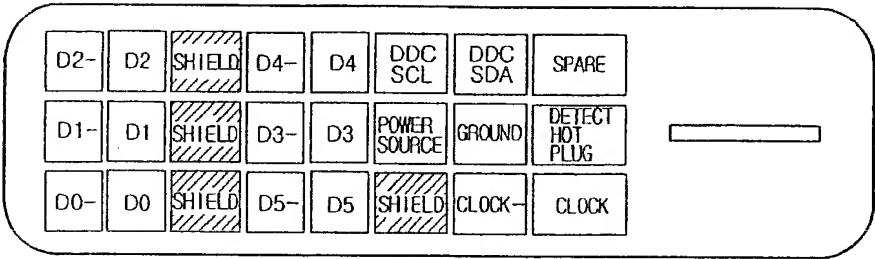 D2- D2 SHIELD D4- D4 DDC SCL DDC SDA SPARE
D1- D1 SHIELD D3- D3 POWER SOURCE GROUND DETECT HOT PLUG
D0- D0 SHIELD D5- D5 SHIELD CLOCK- CLOCK